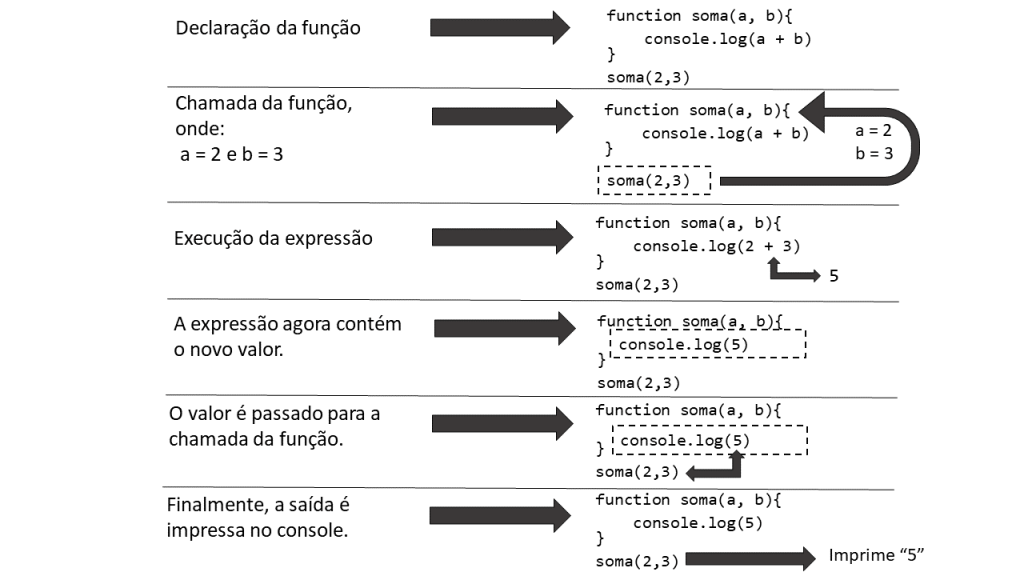 Declaração da função
function soma(a, b){
console.log(a + b)
}
soma(2,3)
Chamada da função,
onde:
a = 2 e b = 3
function soma(a, b){
console.log(a + b)
}
soma(2,3)
a = 2
b = 3
Execução da expressão
function soma(a, b){
console.log(2 + 3)
}
soma(2,3)
5
A expressão agora contém
o novo valor.
function soma(a, b){
console.log(5)
}
soma(2,3)
O valor é passado para a
chamada da função.
function soma(a, b){
console.log(5)
}
soma(2,3)
Finalmente, a saída é
impressa no console.
function soma(a, b){
console.log(5)
}
soma(2,3)
Imprime “5”